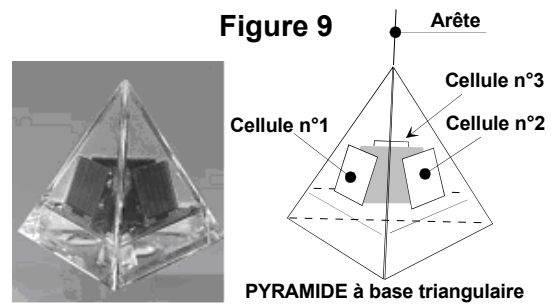 Figure 9
Arête
Cellule n°3
Cellule n°1
Cellule n°2
PYRAMIDE à base triangulaire